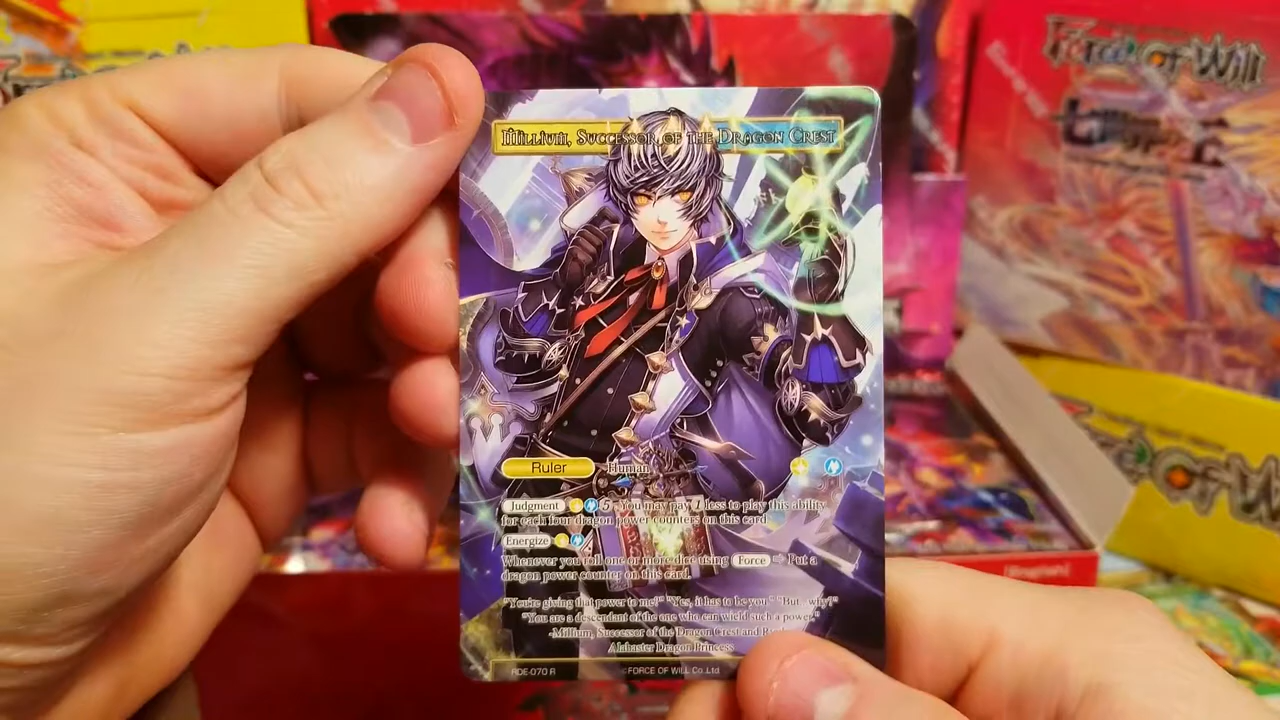 Force of Will
Millium, Successor of the Dragon Crest
Ruler Human
Judgment 5 You may pay 1 less to play this ability
for each four dragon power counters on this card
Energize
Whenever you roll one or more dice using Force ⇒ Put a
dragon power counter on this card.
"You're giving that power to me?" "Yes, it has to be you" "But...why?"
"You are a descendant of the one who can wield such a power."
-Millium, Successor of the Dragon Crest and
Alabaster Dragon Princess
RDE-070 R ©FORCE OF WILL Co.,Ltd.